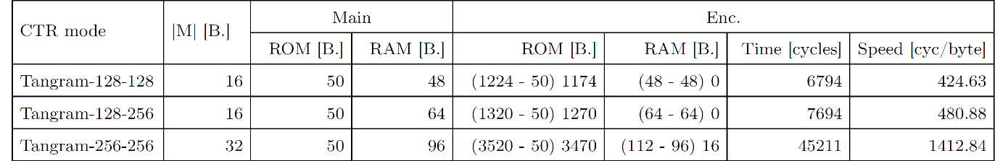 CTR mode |M| [B.] Main Enc.
ROM [B.] RAM [B.] ROM [B.] RAM [B.] Time [cycles] Speed [cyc/byte]
Tangram-128-128 16 50 48 (1224 - 50) 1174 (48 - 48) 0 6794 424.63
Tangram-128-256 16 50 64 (1320 - 50) 1270 (64 - 64) 0 7694 480.88
Tangram-256-256 32 50 96 (3520 - 50) 3470 (112 - 96) 16 45211 1412.84